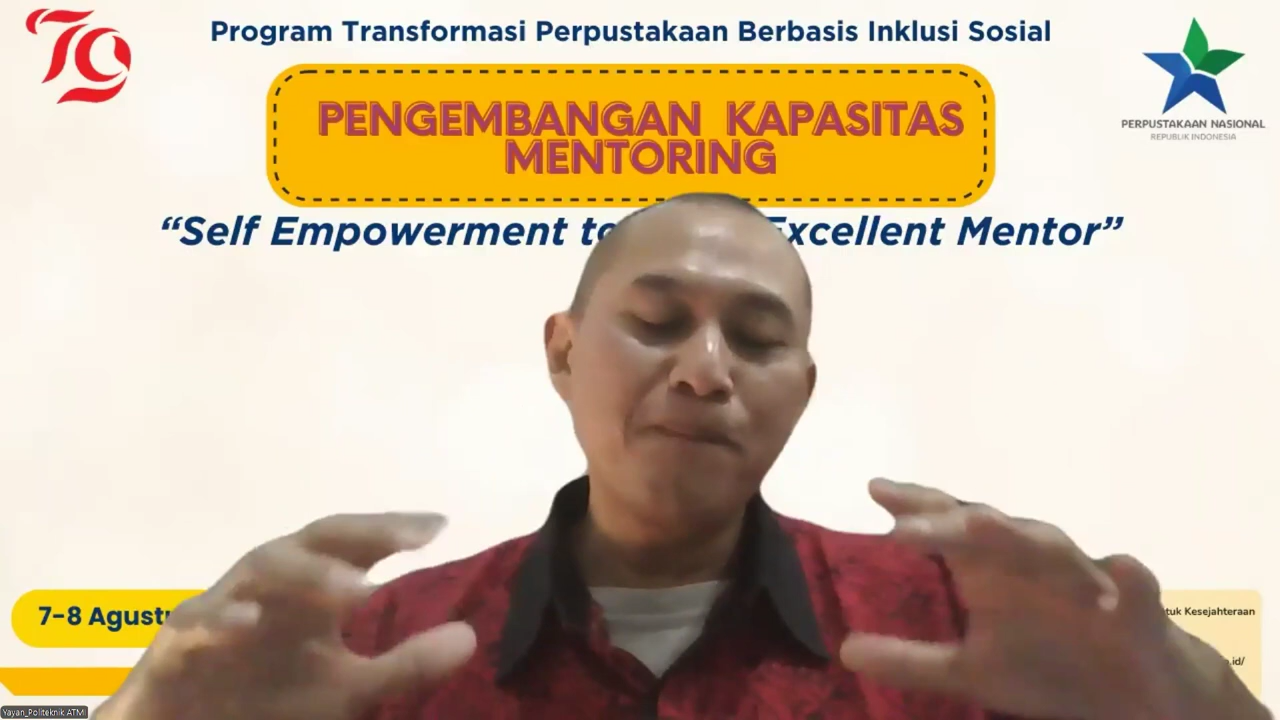 79
Program Transformasi Perpustakaan Berbasis Inklusi Sosial
PENGEMBANGAN KAPASITAS
MENTORING
PERPUSTAKAAN NASIONAL
REPUBLIK INDONESIA
“Self Empowerment Excellent Mentor”
7-8
Kesejahteraan
.id/
Yayan_Politeknik ATMI